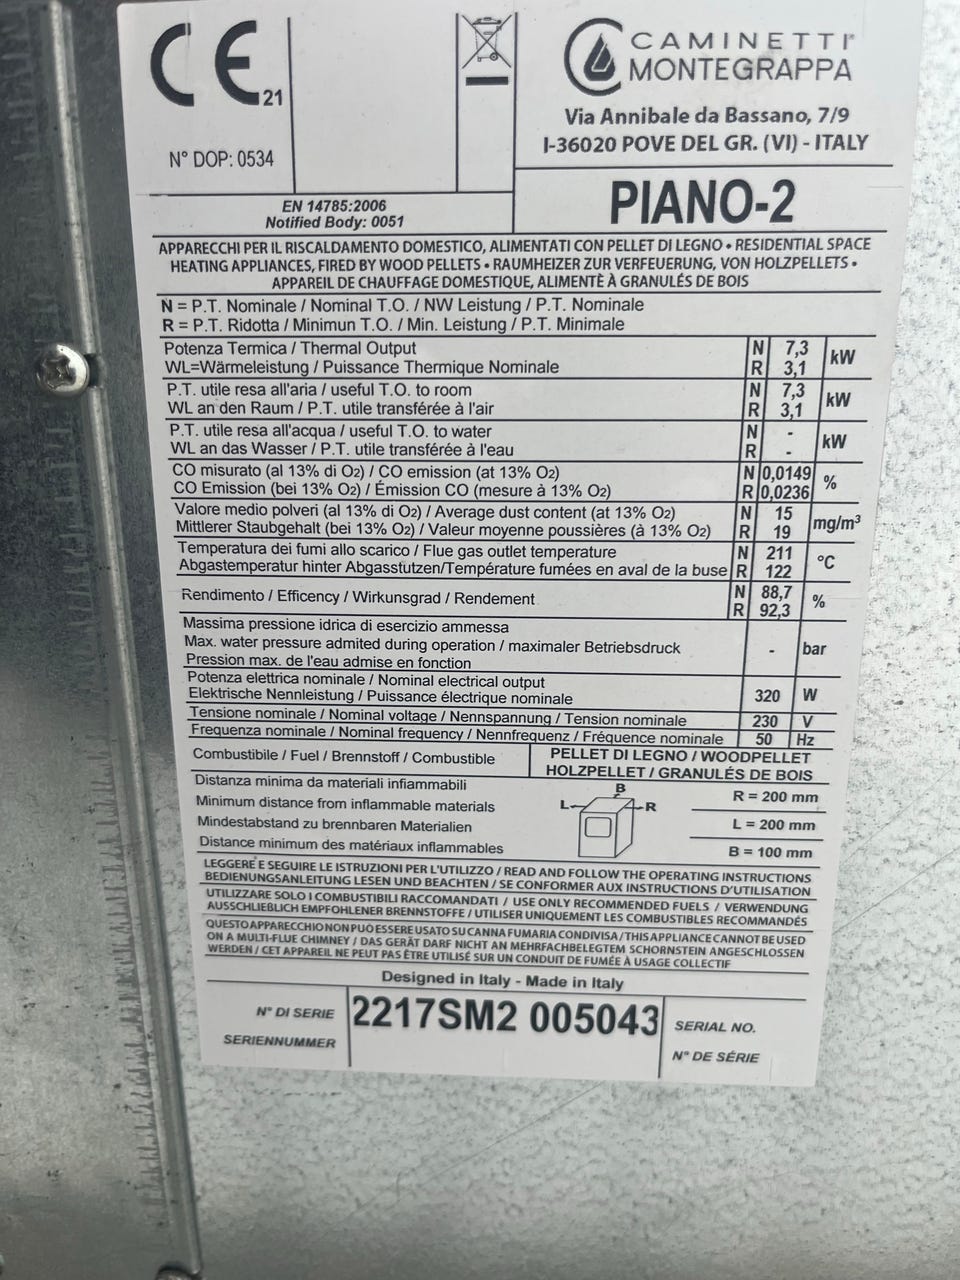 CE
21
N° DOP: 0534
CAMINETTI
MONTEGRAPPA
Via Annibale da Bassano, 7/9
I-36020 POVE DEL GR. (VI) - ITALY
EN 14785:2006
Notified Body: 0051
PIANO-2
APPARECCHI PER IL RISCALDAMENTO DOMESTICO, ALIMENTATI CON PELLET DI LEGNO • RESIDENTIAL SPACE
HEATING APPLIANCES, FIRED BY WOOD PELLETS • RAUMHEIZER ZUR VERFEUERUNG, VON HOLZPELLETS •
APPAREIL DE CHAUFFAGE DOMESTIQUE, ALIMENTÈ À GRANULÉS DE BOIS
N = P.T. Nominale / Nominal T.O. / NW Leistung / P.T. Nominale
R = P.T. Ridotta / Minimun T.O. / Min. Leistung / P.T. Minimale
Potenza Termica / Thermal Output N 7,3 kW
WL=Wärmeleistung / Puissance Thermique Nominale R 3,1
P.T. utile resa all'aria / useful T.O. to room N 7,3 kW
WL an den Raum / P.T. utile transférée à l'air R 3,1
P.T. utile resa all'acqua / useful T.O. to water N - kW
WL an das Wasser / P.T. utile transférée à l'eau R -
CO misurato (al 13% di O2) / CO emission (at 13% O2) N 0,0149 %
CO Emission (bei 13% O2) / Émission CO (mesure à 13% O2) R 0,0236
Valore medio polveri (al 13% di O2) / Average dust content (at 13% O2) N 15 mg/m³
Mittlerer Staubgehalt (bei 13% O2) / Valeur moyenne poussières (à 13% O2) R 19
Temperatura dei fumi allo scarico / Flue gas outlet temperature N 211 °C
Abgastemperatur hinter Abgasstutzen/Température fumées en aval de la buse R 122
Rendimento / Efficency / Wirkunsgrad / Rendement N 88,7 %
R 92,3
Massima pressione idrica di esercizio ammessa
Max. water pressure admited during operation / maximaler Betriebsdruck - bar
Pression max. de l'eau admise en fonction
Potenza elettrica nominale / Nominal electrical output
Elektrische Nennleistung / Puissance électrique nominale 320 W
Tensione nominale / Nominal voltage / Nennspannung / Tension nominale 230 V
Frequenza nominale / Nominal frequency / Nennfrequenz / Fréquence nominale 50 Hz
Combustibile / Fuel / Brennstoff / Combustible
PELLET DI LEGNO / WOODPELLET
HOLZPELLET / GRANULÉS DE BOIS
Distanza minima da materiali infiammabili
Minimum distance from inflammable materials
Mindestabstand zu brennbaren Materialien
Distance minimum des matériaux inflammables
B
L
R
R = 200 mm
L = 200 mm
B = 100 mm
LEGGERE E SEGUIRE LE ISTRUZIONI PER L'UTILIZZO / READ AND FOLLOW THE OPERATING INSTRUCTIONS
BEDIENUNGSANLEITUNG LESEN UND BEACHTEN / SE CONFORMER AUX INSTRUCTIONS D'UTILISATION
UTILIZZARE SOLO I COMBUSTIBILI RACCOMANDATI / USE ONLY RECOMMENDED FUELS / VERWENDUNG
AUSSCHLIEßLICH EMPFOHLENER BRENNSTOFFE / UTILISER UNIQUEMENT LES COMBUSTIBLES RECOMMANDÉS
QUESTO APPARECCHIO NON PUÒ ESSERE USATO SU CANNA FUMARIA CONDIVISA / THIS APPLIANCE CANNOT BE USED
ON A MULTI-FLUE CHIMNEY / DAS GERÄT DARF NICHT AN MEHRFACHBELEGTEM SCHORNSTEIN ANGESCHLOSSEN
WERDEN / CET APPAREIL NE PEUT PAS ÊTRE UTILISÉ SUR UN CONDUIT DE FUMÉE À USAGE COLLECTIF
Designed in Italy - Made in Italy
N° DI SERIE
SERIENNUMMER
2217SM2 005043
SERIAL NO.
N° DE SÉRIE